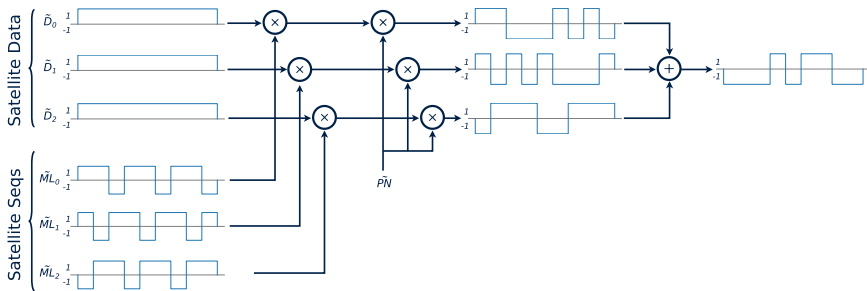 Satellite Data
D̃0 1 -1
D̃1 1 -1
D̃2 1 -1
Satellite Seqs
M̃L0 1 -1
M̃L1 1 -1
M̃L2 1 -1
× ×
× ×
× ×
P̃N
1 -1
1 -1
1 -1
+
1 -1